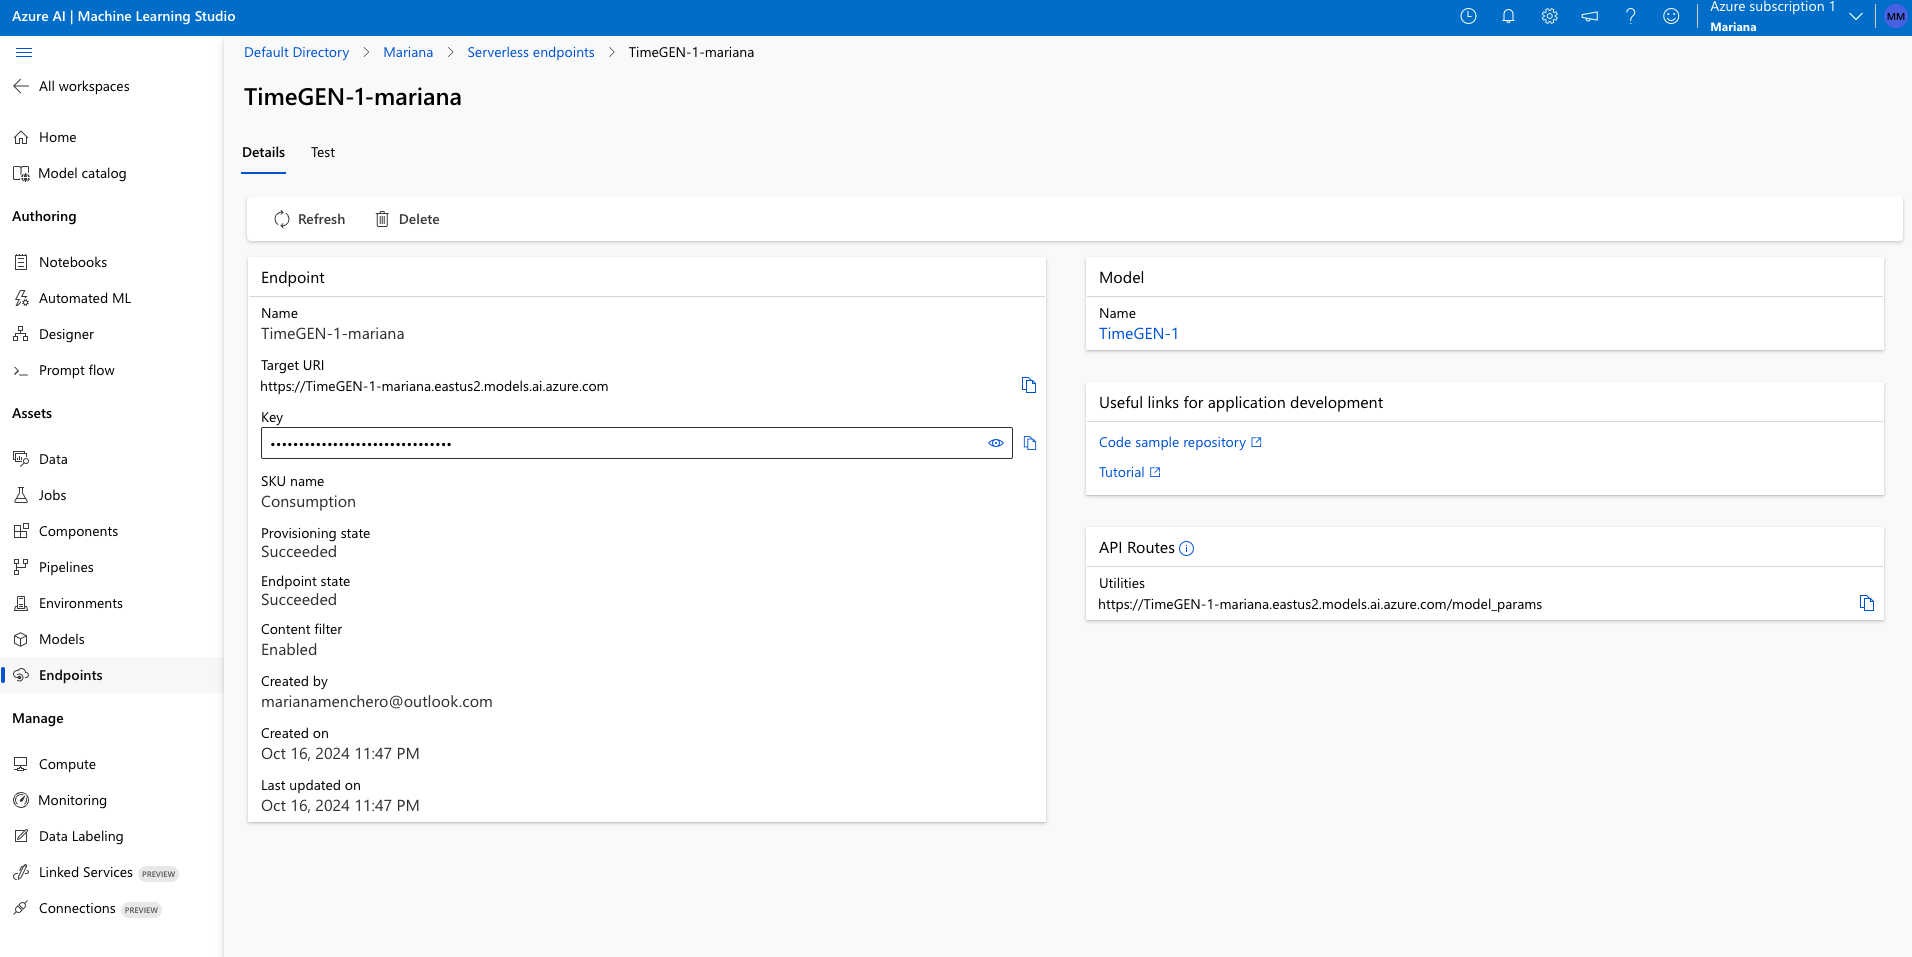 Azure AI | Machine Learning Studio
Azure subscription 1
Mariana
MM
All workspaces
Home
Model catalog
Authoring
Notebooks
Automated ML
Designer
Prompt flow
Assets
Data
Jobs
Components
Pipelines
Environments
Models
Endpoints
Manage
Compute
Monitoring
Data Labeling
Linked Services PREVIEW
Connections PREVIEW
Default Directory > Mariana > Serverless endpoints > TimeGEN-1-mariana
TimeGEN-1-mariana
Details Test
Refresh Delete
Endpoint
Name
TimeGEN-1-mariana
Target URI
https://TimeGEN-1-mariana.eastus2.models.ai.azure.com
Key
••••••••••••••••••••••••••••••••
SKU name
Consumption
Provisioning state
Succeeded
Endpoint state
Succeeded
Content filter
Enabled
Created by
marianamenchero@outlook.com
Created on
Oct 16, 2024 11:47 PM
Last updated on
Oct 16, 2024 11:47 PM
Model
Name
TimeGEN-1
Useful links for application development
Code sample repository
Tutorial
API Routes
Utilities
https://TimeGEN-1-mariana.eastus2.models.ai.azure.com/model_params